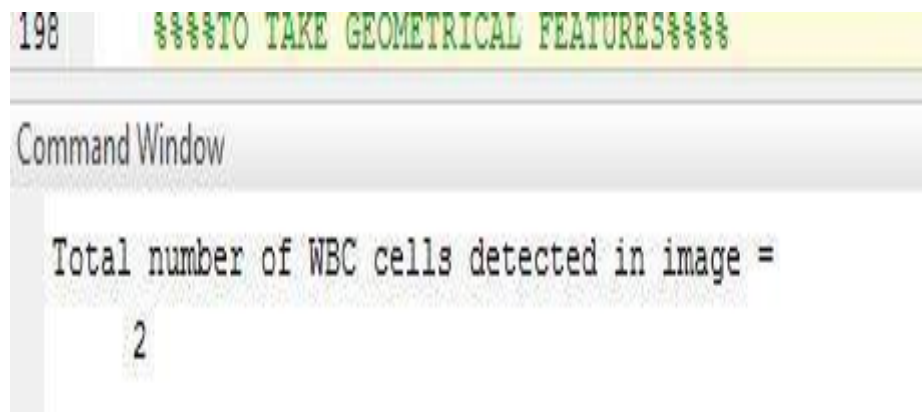 198 %%%%TO TAKE GEOMETRICAL FEATURES%%%%
Command Window
Total number of WBC cells detected in image =
2